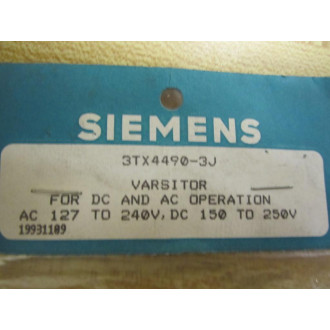 SIEMENS
3TX4490-3J
VARSITOR
FOR DC AND AC OPERATION
AC 127 TO 240V, DC 150 TO 250V
19931189